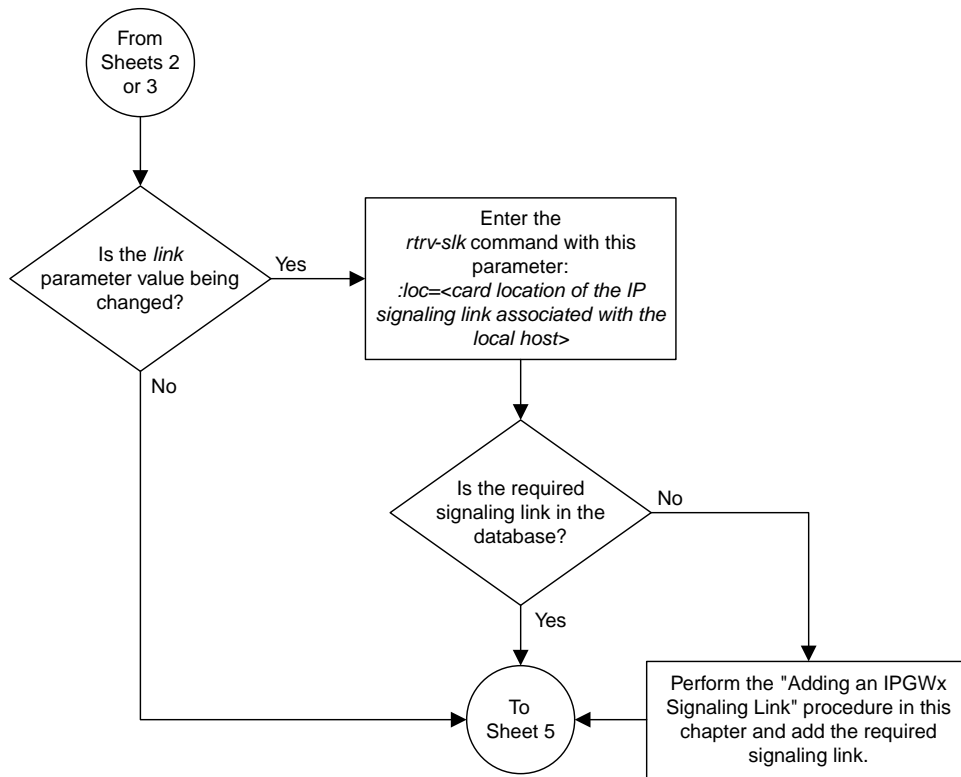 From
Sheets 2
or 3
Is the link
parameter value being
changed?
Yes
No
Enter the
rtrv-slk command with this
parameter:
:loc=<card location of the IP
signaling link associated with the
local host>
Is the required
signaling link in the
database?
No
Yes
Perform the "Adding an IPGWx
Signaling Link" procedure in this
chapter and add the required
signaling link.
To
Sheet 5